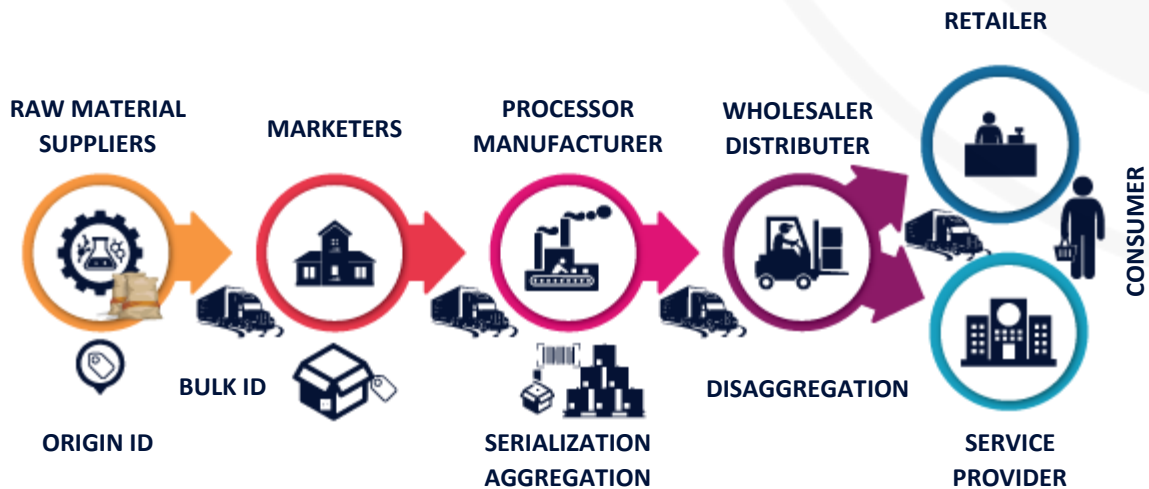 RETAILER
RAW MATERIAL
SUPPLIERS
MARKETERS
PROCESSOR
MANUFACTURER
WHOLESALER
DISTRIBUTER
CONSUMER
BULK ID
DISAGGREGATION
ORIGIN ID
SERIALIZATION
AGGREGATION
SERVICE
PROVIDER